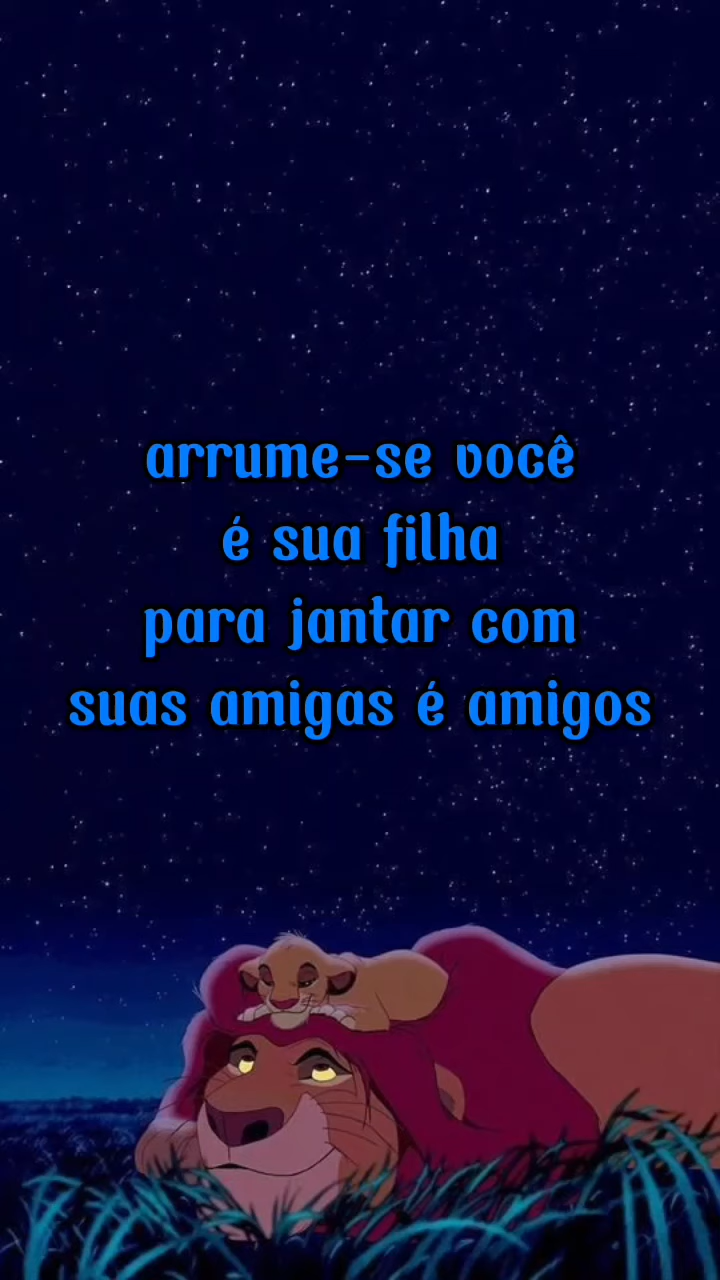 arrume-se você
é sua filha
para jantar com
suas amigas é amigos